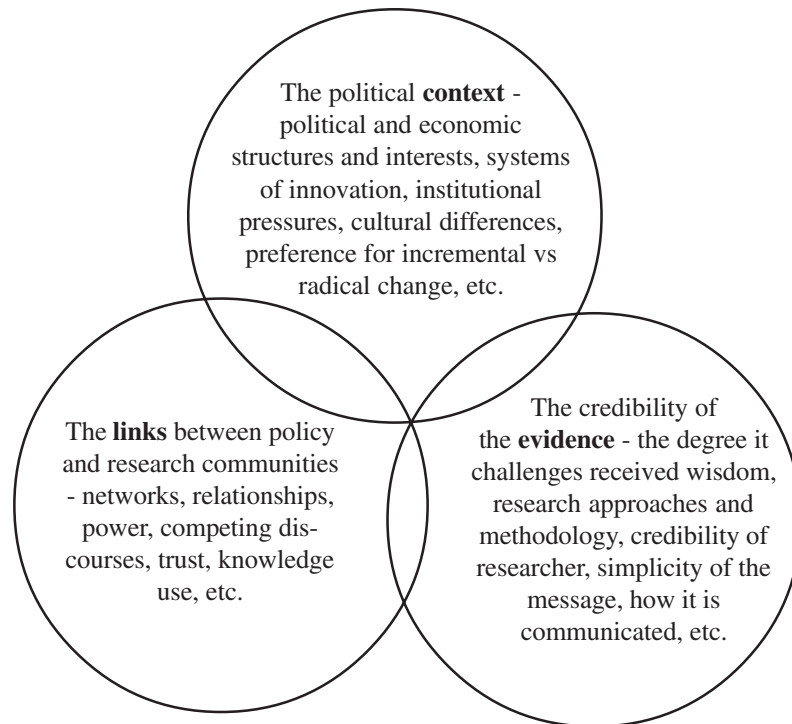 The political context -
political and economic
structures and interests, systems
of innovation, institutional
pressures, cultural differences,
preference for incremental vs
radical change, etc.
The links between policy
and research communities
- networks, relationships,
power, competing dis-
courses, trust, knowledge
use, etc.
The credibility of
the evidence - the degree it
challenges received wisdom,
research approaches and
methodology, credibility of
researcher, simplicity of the
message, how it is
communicated, etc.